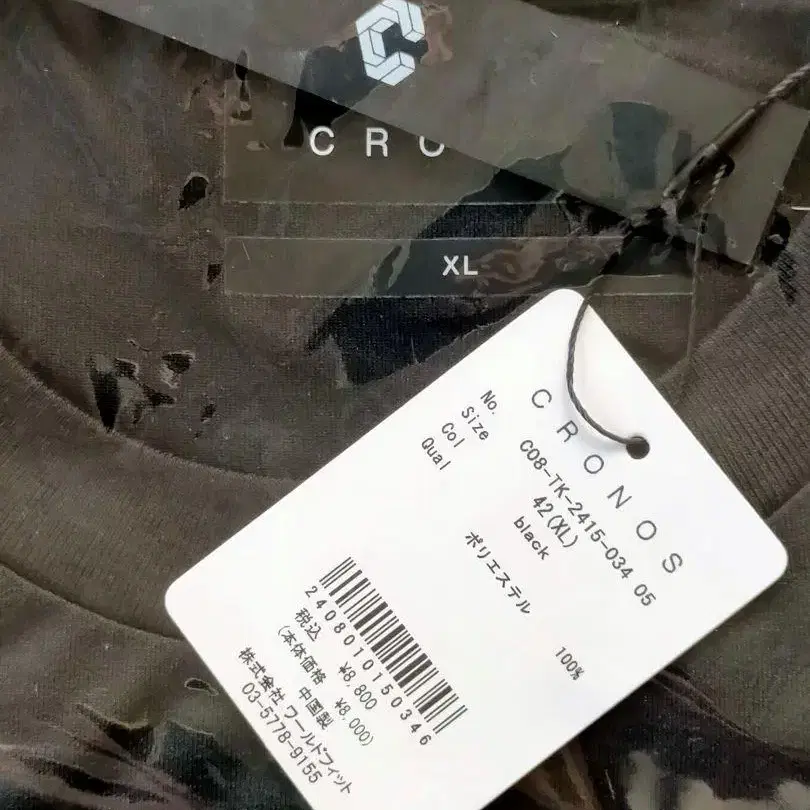 CRO
XL
CRONOS
No. C08-TK-2415-034 05
Size 42(XL)
Col black
Qual ポリエステル 100%
2408010150346
税込 ¥8,800
(本体価格 ¥8,000)
中国製
株式会社 ワールドフィット
03-5778-9155